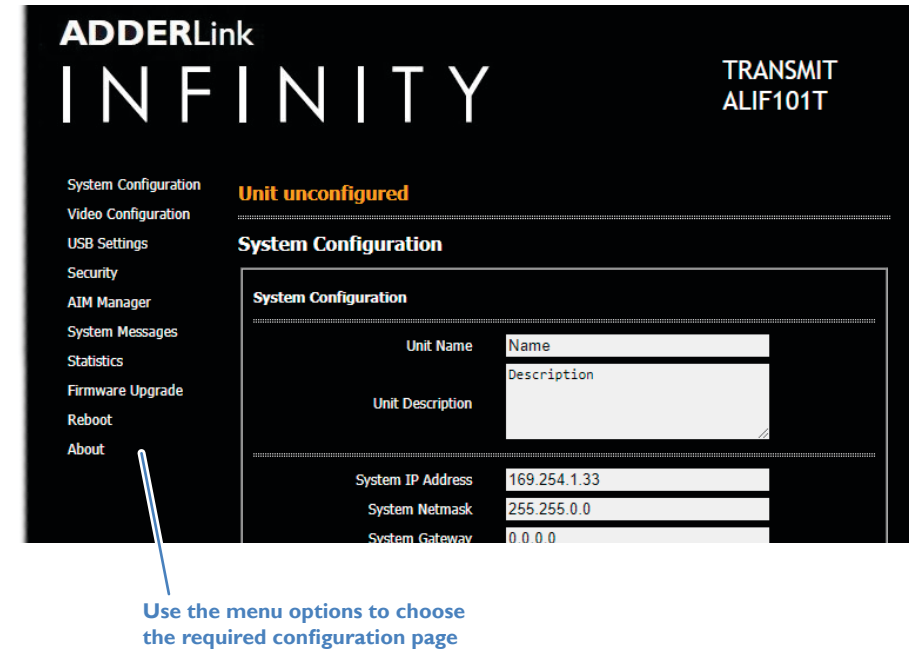 ADDERLink
INFINITY
TRANSMIT
ALIF101T
System Configuration
Video Configuration
USB Settings
Security
AIM Manager
System Messages
Statistics
Firmware Upgrade
Reboot
About
Unit unconfigured
System Configuration
System Configuration
Unit Name Name
Unit Description Description
System IP Address 169.254.1.33
System Netmask 255.255.0.0
System Gateway 0.0.0.0
Use the menu options to choose
the required configuration page